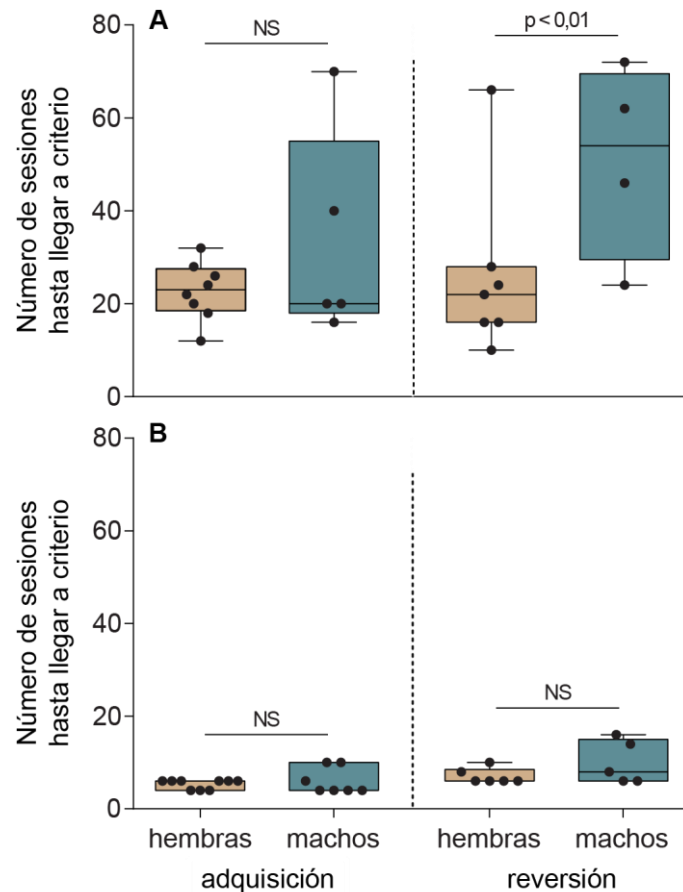 A
NS
p < 0,01
80
60
40
20
0
Número de sesiones
hasta llegar a criterio
B
NS
NS
80
60
40
20
0
Número de sesiones
hasta llegar a criterio
hembras machos hembras machos
adquisición reversión